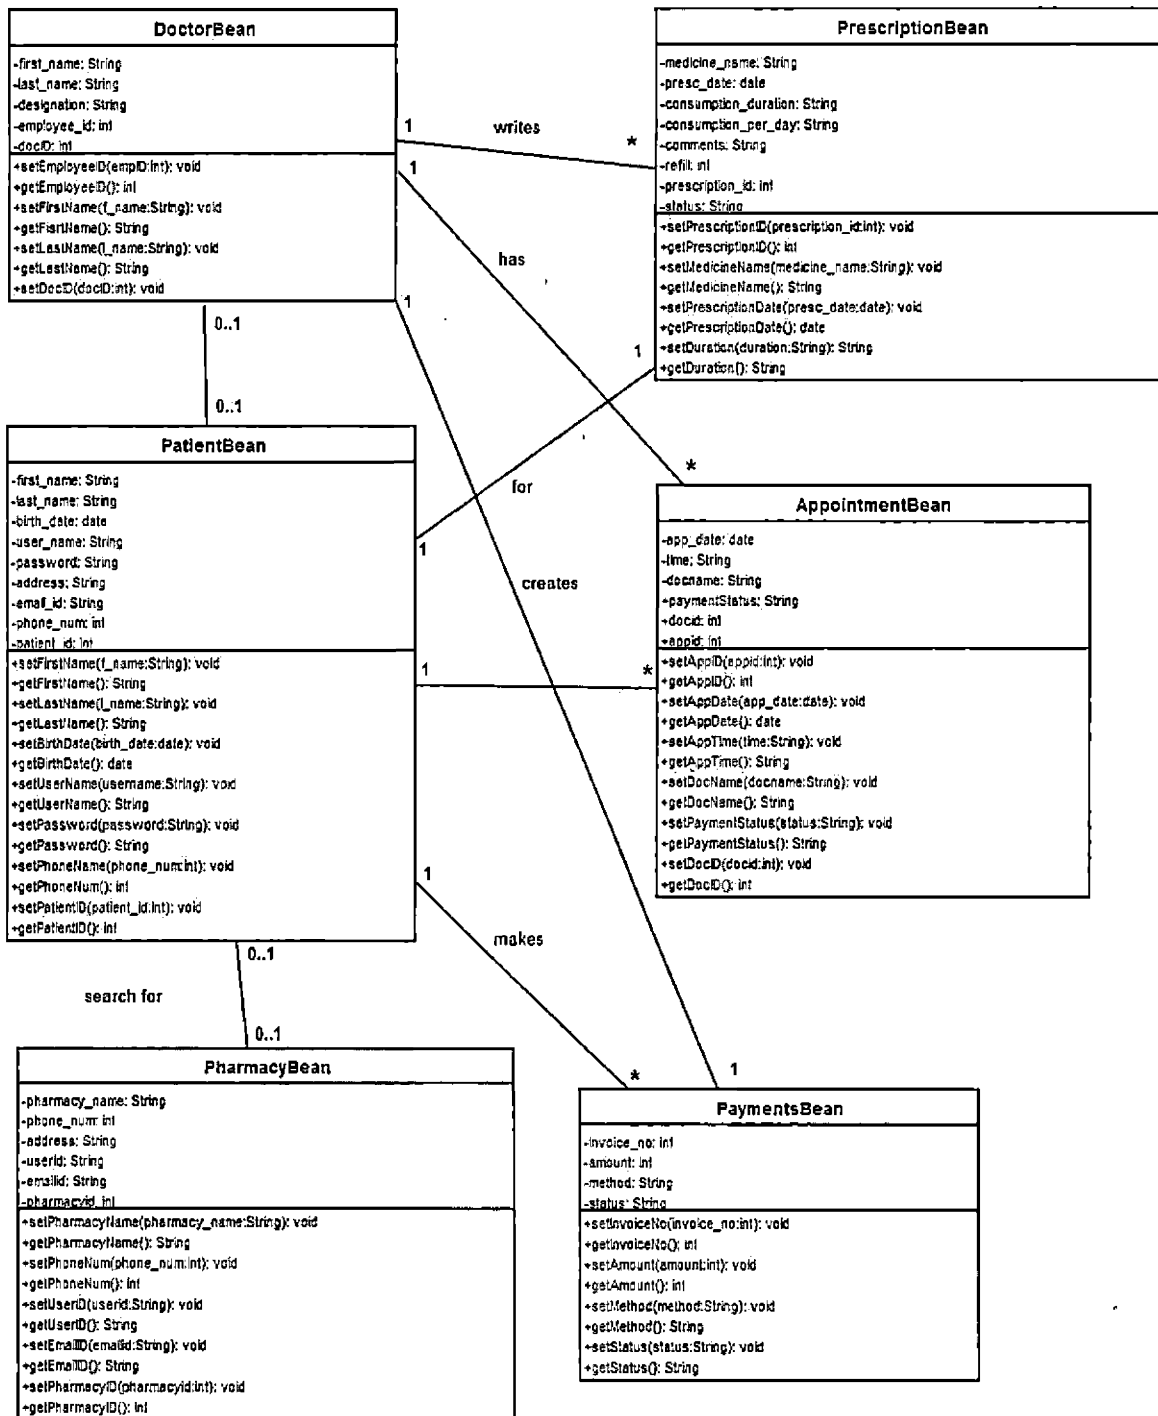 DoctorBean
-first_name: String
-last_name: String
-designation: String
-employee_id: int
-docID: int
+setEmployeeID(empID:int): void
+getEmployeeID(): int
+setFirstName(f_name:String): void
+getFisrtName(): String
+setLastName(l_name:String): void
+getLastName(): String
+setDocID(docID:int): void
PrescriptionBean
-medicine_name: String
-presc_date: date
-consumption_duration: String
-consumption_per_day: String
-comments: String
-refill: int
-prescription_id: int
-status: String
+setPrescriptionID(prescription_id:int): void
+getPrescriptionID(): int
+setMedicineName(medicine_name:String): void
+getMedicineName(): String
+setPrescriptionDate(presc_date:date): void
+getPrescriptionDate(): date
+setDuration(duration:String): String
+getDuration(): String
1
writes
*
1
has
*
1
creates
1
0..1
0..1
1
for
1
PatientBean
-first_name: String
-last_name: String
-birth_date: date
-user_name: String
-password: String
-address: String
-email_id: String
-phone_num: int
-patient_id: int
+setFirstName(f_name:String): void
+getFirstName(): String
+setLastName(l_name:String): void
+getLastName(): String
+setBirthDate(birth_date:date): void
+getBirthDate(): date
+setUserName(username:String): void
+getUserName(): String
+setPassword(password:String): void
+getPassword(): String
+setPhoneName(phone_num:int): void
+getPhoneNum(): int
+setPatientID(patient_id:int): void
+getPatientID(): int
AppointmentBean
-app_date: date
-time: String
-docname: String
+paymentStatus: String
+docid: int
+appid: int
+setAppID(appid:int): void
+getAppID(): int
+setAppDate(app_date:date): void
+getAppDate(): date
+setAppTime(time:String): void
+getAppTime(): String
+setDocName(docname:String): void
+getDocName(): String
+setPaymentStatus(status:String): void
+getPaymentStatus(): String
+setDocID(docid:int): void
+getDocID(): int
1
*
1
makes
*
0..1
search for
0..1
PharmacyBean
-pharmacy_name: String
-phone_num: int
-address: String
-userid: String
-emailid: String
-pharmacyid: int
+setPharmacyName(pharmacy_name:String): void
+getPharmacyName(): String
+setPhoneNum(phone_num:int): void
+getPhoneNum(): int
+setUserID(userid:String): void
+getUserID(): String
+setEmailID(emailid:String): void
+getEmailID(): String
+setPharmacyID(pharmacyid:int): void
+getPharmacyID(): int
PaymentsBean
-invoice_no: int
-amount: int
-method: String
-status: String
+setInvoiceNo(invoice_no:int): void
+getInvoiceNo(): int
+setAmount(amount:int): void
+getAmount(): int
+setMethod(method:String): void
+getMethod(): String
+setStatus(status:String): void
+getStatus(): String